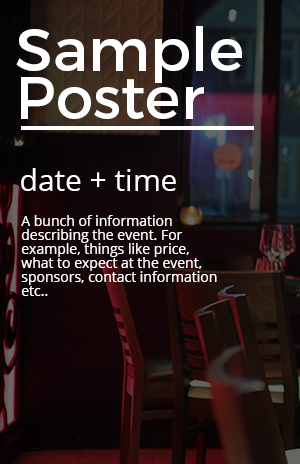 Sample
Poster
date + time
A bunch of information
describing the event. For
example, things like price,
what to expect at the event,
sponsors, contact information
etc..